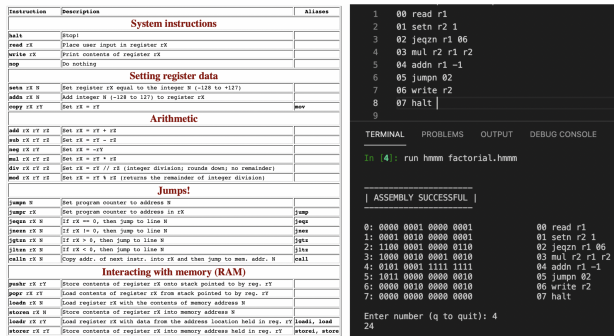 Instruction Description Aliases
System instructions
halt Stop!
read rX Place user input in register rX
write rX Print contents of register rX
nop Do nothing
Setting register data
setn rX N Set register rX equal to the integer N (-128 to +127)
addn rX N Add integer N (-128 to 127) to register rX
copy rX rY Set rX = rY mov
Arithmetic
add rX rY rZ Set rX = rY + rZ
sub rX rY rZ Set rX = rY - rZ
neg rX rY Set rX = -rY
mul rX rY rZ Set rX = rY * rZ
div rX rY rZ Set rX = rY // rZ (integer division; rounds down; no remainder)
mod rX rY rZ Set rX = rY % rZ (returns the remainder of integer division)
Jumps!
jumpn N Set program counter to address N
jumpr rX Set program counter to address in rX jump
jeqzn rX N If rX == 0, then jump to line N jeqz
jnezn rX N If rX != 0, then jump to line N jnez
jgtzn rX N If rX > 0, then jump to line N jgtz
jltzn rX N If rX < 0, then jump to line N jltz
calln rX N Copy addr. of next instr. into rX and then jump to mem. addr. N call
Interacting with memory (RAM)
pushr rX rY Store contents of register rX onto stack pointed to by reg. rY
popr rX rY Load contents of register rX from stack pointed to by reg. rY
loadn rX N Load register rX with the contents of memory address N
storen rX N Store contents of register rX into memory address N
loadr rX rY Load register rX with data from the address location held in reg. rY loadi, load
storer rX rY Store contents of register rX into memory address held in reg. rY storei, store
1 00 read r1
2 01 setn r2 1
3 02 jeqzn r1 06
4 03 mul r2 r1 r2
5 04 addn r1 -1
6 05 jumpn 02
7 06 write r2
8 07 halt
9
TERMINAL PROBLEMS OUTPUT DEBUG CONSOLE
In [4]: run hmmm factorial.hmmm
----------------------
| ASSEMBLY SUCCESSFUL |
----------------------
0: 0000 0001 0000 0001 00 read r1
1: 0001 0010 0000 0001 01 setn r2 1
2: 1100 0001 0000 0110 02 jeqzn r1 06
3: 1000 0010 0001 0010 03 mul r2 r1 r2
4: 0101 0001 1111 1111 04 addn r1 -1
5: 1011 0000 0000 0010 05 jumpn 02
6: 0000 0010 0000 0010 06 write r2
7: 0000 0000 0000 0000 07 halt
Enter number (q to quit): 4
24